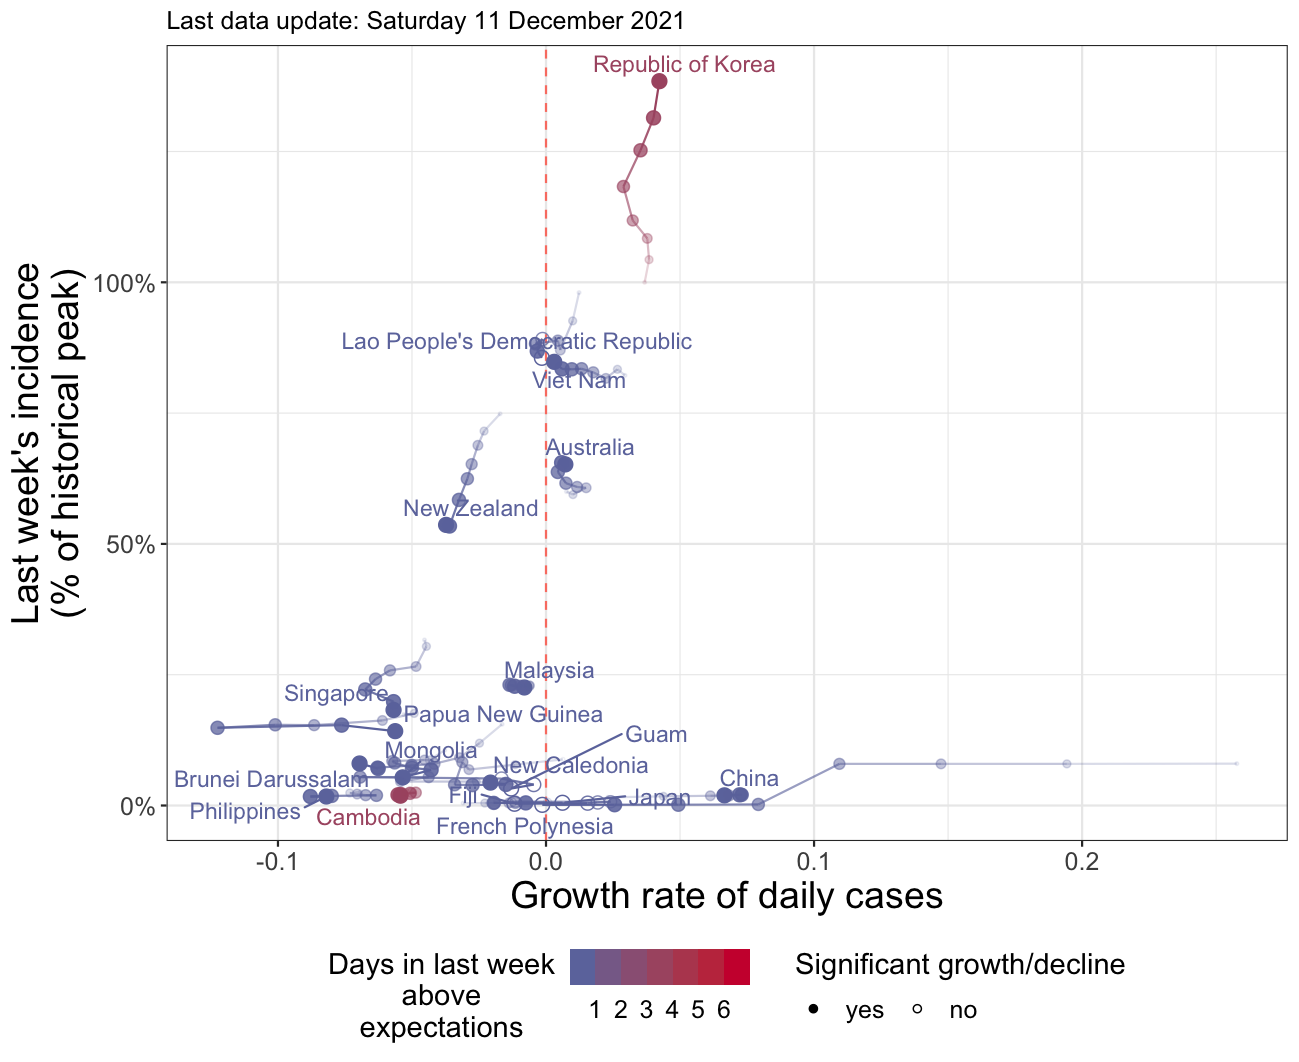 Last data update: Saturday 11 December 2021
Republic of Korea
100%
Lao People's Democratic Republic
Viet Nam
Australia
New Zealand
50%
Last week's incidence
(% of historical peak)
Malaysia
Singapore
Papua New Guinea
Guam
Mongolia
New Caledonia
Brunei Darussalam
China
Fiji
Japan
Philippines
Cambodia
French Polynesia
0%
-0.1
0.0
0.1
0.2
Growth rate of daily cases
Days in last week
above
expectations
1 2 3 4 5 6
Significant growth/decline
yes
no